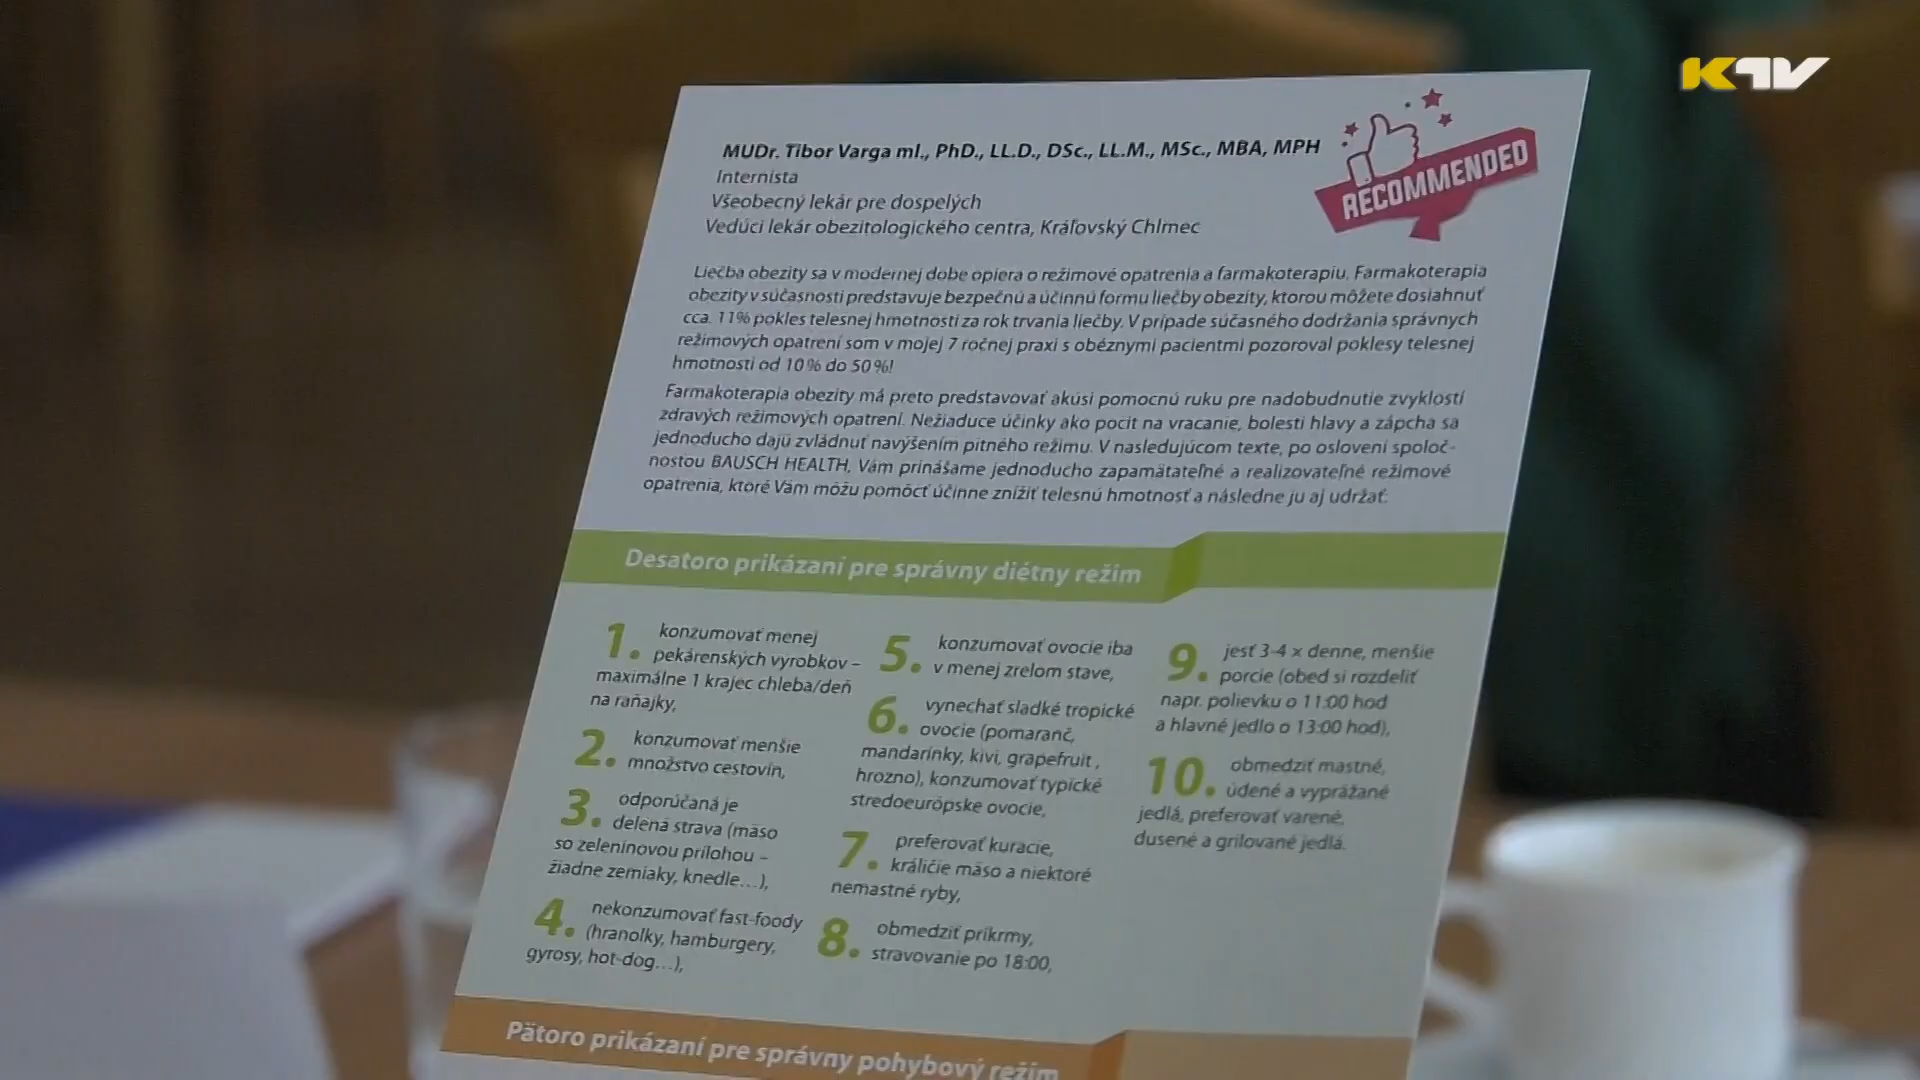 KTV
MUDr. Tibor Varga ml., PhD., LL.D., DSc., LL.M., MSc., MBA, MPH
Internista
Všeobecný lekár pre dospelých
Vedúci lekár obezitologického centra, Kráľovský Chlmec
RECOMMENDED
Liečba obezity sa v modernej dobe opiera o režimové opatrenia a farmakoterapiu. Farmakoterapia
obezity v súčasnosti predstavuje bezpečnú a účinnú formu liečby obezity, ktorou môžete dosiahnuť
cca. 11% pokles telesnej hmotnosti za rok trvania liečby. V prípade súčasného dodržania správnych
režimových opatrení som v mojej 7 ročnej praxi s obéznymi pacientmi pozoroval poklesy telesnej
hmotnosti od 10% do 50%!
Farmakoterapia obezity má preto predstavovať akúsi pomocnú ruku pre nadobudnutie zvyklostí
zdravých režimových opatrení. Nežiaduce účinky ako pocit na vracanie, bolesti hlavy a zápcha sa
jednoducho dajú zvládnuť navýšením pitného režimu. V nasledujúcom texte, po oslovení spoloč-
nosťou BAUSCH HEALTH, Vám prinášame jednoducho zapamätateľné a realizovateľné režimové
opatrenia, ktoré Vám môžu pomôcť účinne znížiť telesnú hmotnosť a následne ju aj udržať:
Desatoro prikázaní pre správny diétny režim
1. konzumovať menej
pekárenských výrobkov –
maximálne 1 krajec chleba/deň
na raňajky,
2. konzumovať menšie
množstvo cestovín,
3. odporúčaná je
delená strava (mäso
so zeleninovou prílohou –
žiadne zemiaky, knedle...),
4. nekonzumovať fast-foody
(hranolky, hamburgery,
gyrosy, hot-dog...),
5. konzumovať ovocie iba
v menej zrelom stave,
6. vynechať sladké tropické
ovocie (pomaranč,
mandarínky, kivi, grapefruit ,
hrozno), konzumovať typické
stredoeurópske ovocie,
7. preferovať kuracie,
králičie mäso a niektoré
nemastné ryby,
8. obmedziť príkrmy,
stravovanie po 18:00,
9. jesť 3-4 x denne, menšie
porcie (obed si rozdeliť
napr. polievku o 11:00 hod
a hlavné jedlo o 13:00 hod),
10. obmedziť mastné,
údené a vyprážané
jedlá, preferovať varené,
dusené a grilované jedlá.
Pätoro prikázaní pre správny pohybový režim